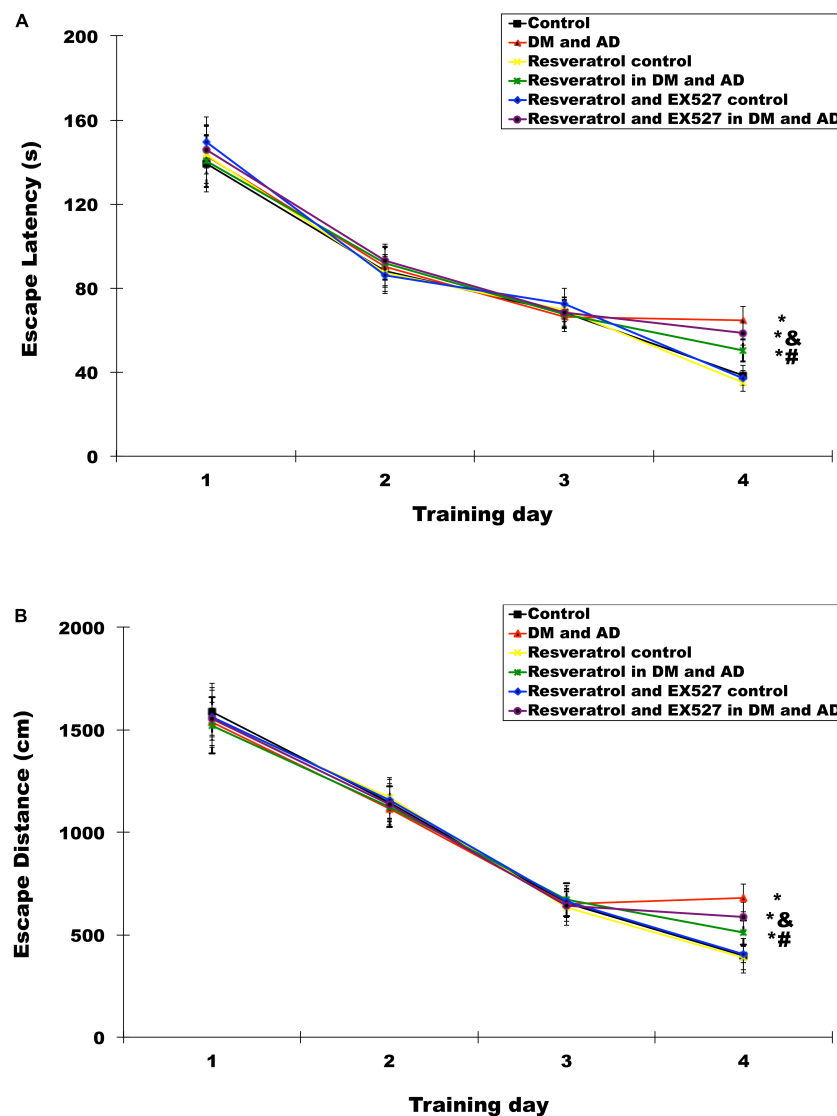 A
Control
DM and AD
Resveratrol control
Resveratrol in DM and AD
Resveratrol and EX527 control
Resveratrol and EX527 in DM and AD
200
160
120
80
40
0
Escape Latency (s)
*
*&
*#
1 2 3 4
Training day
B
Control
DM and AD
Resveratrol control
Resveratrol in DM and AD
Resveratrol and EX527 control
Resveratrol and EX527 in DM and AD
2000
1500
1000
500
0
Escape Distance (cm)
*
*&
*#
1 2 3 4
Training day